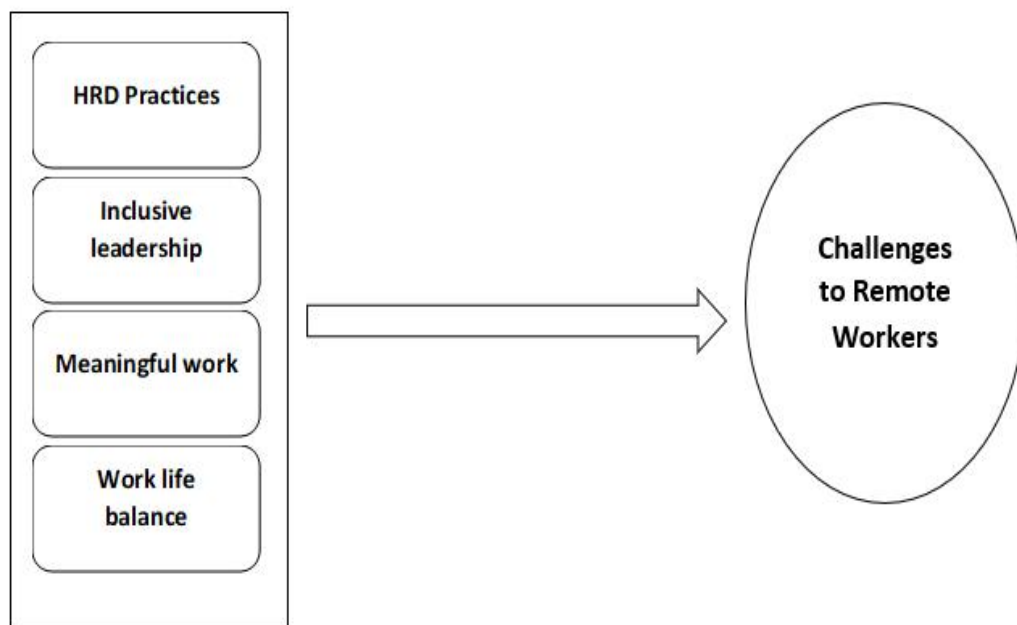 HRD Practices
Inclusive
leadership
Meaningful work
Work life
balance
Challenges
to Remote
Workers